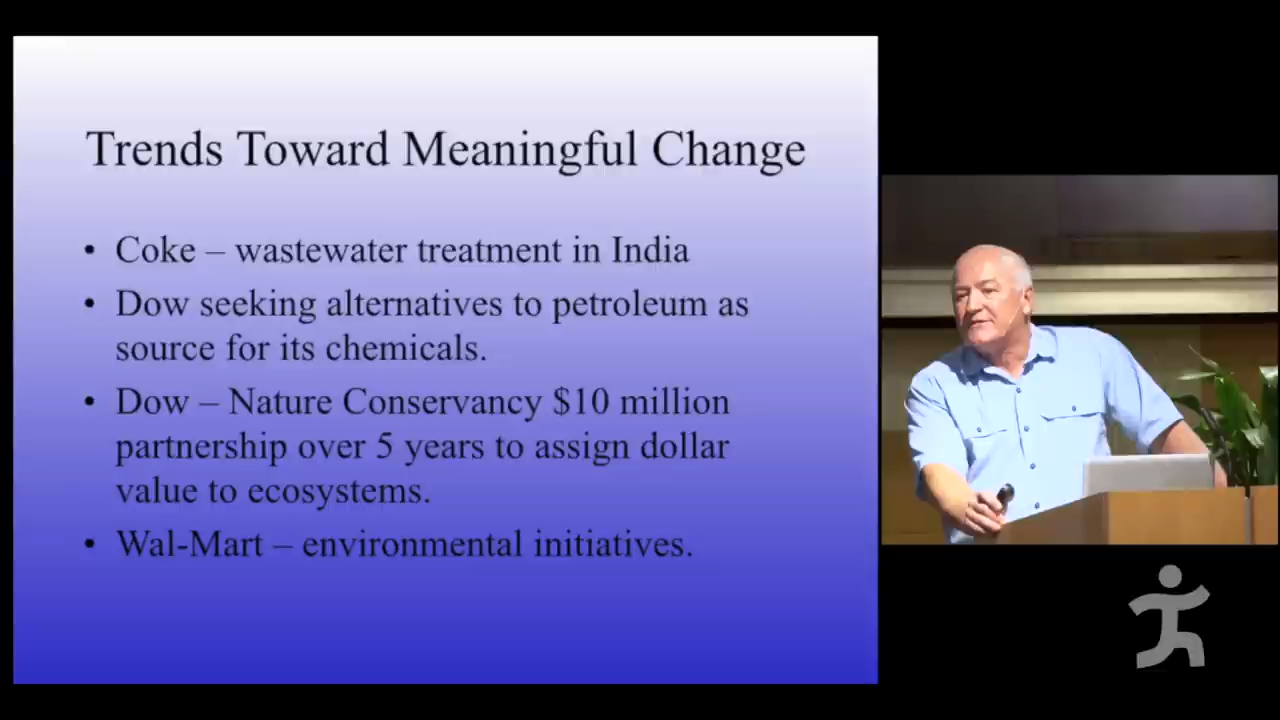 Trends Toward Meaningful Change
• Coke – wastewater treatment in India
• Dow seeking alternatives to petroleum as
source for its chemicals.
• Dow – Nature Conservancy $10 million
partnership over 5 years to assign dollar
value to ecosystems.
• Wal-Mart – environmental initiatives.